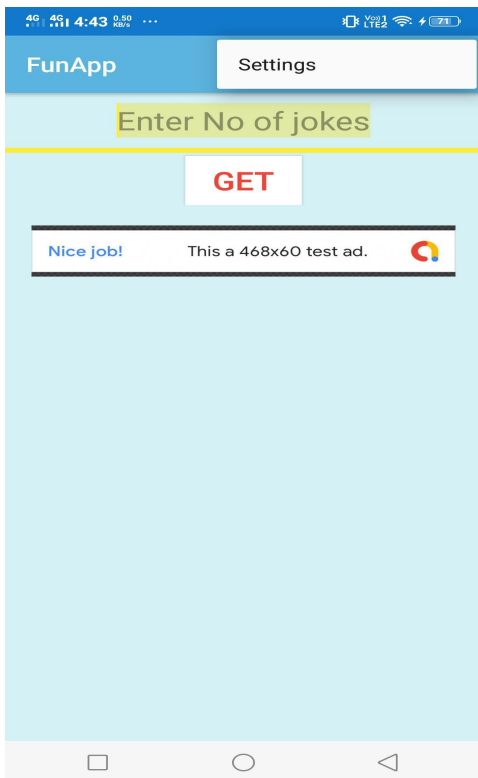 4G 4G 4:43 0.50 KB/s ... VoD 1 LTE2 71
FunApp
Settings
Enter No of jokes
GET
Nice job! This a 468x60 test ad.